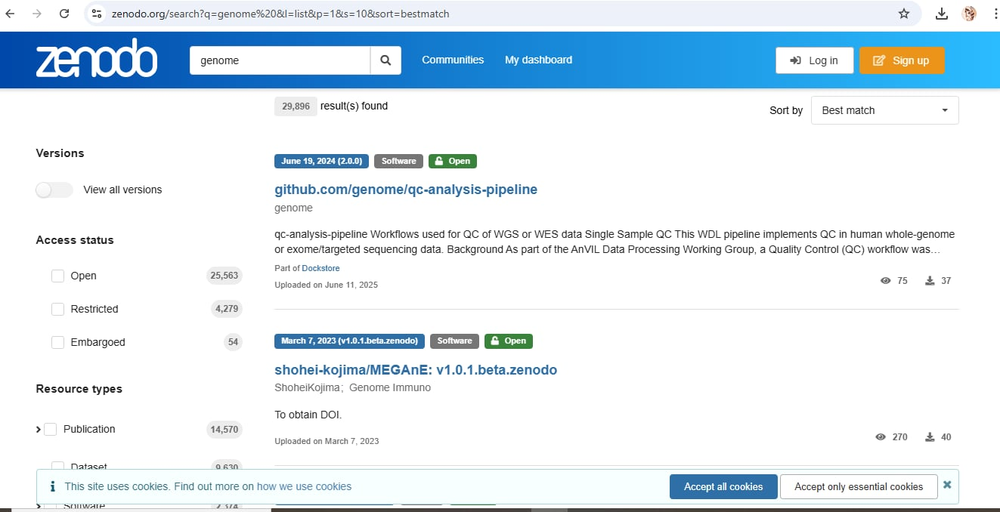 zenodo.org/search?q=genome%20&l=list&p=1&s=10&sort=bestmatch
zenodo
genome
Communities
My dashboard
Log in
Sign up
29,896 result(s) found
Sort by
Best match
Versions
View all versions
Access status
Open 25,563
Restricted 4,279
Embargoed 54
Resource types
Publication 14,570
Dataset 9,630
Software 2,374
June 19, 2024 (2.0.0) Software Open
github.com/genome/qc-analysis-pipeline
genome
qc-analysis-pipeline Workflows used for QC of WGS or WES data Single Sample QC This WDL pipeline implements QC in human whole-genome
or exome/targeted sequencing data. Background As part of the AnVIL Data Processing Working Group, a Quality Control (QC) workflow was…
Part of Dockstore
Uploaded on June 11, 2025
75 37
March 7, 2023 (v1.0.1.beta.zenodo) Software Open
shohei-kojima/MEGAnE: v1.0.1.beta.zenodo
ShoheiKojima; Genome Immuno
To obtain DOI.
Uploaded on March 7, 2023
270 40
This site uses cookies. Find out more on how we use cookies
Accept all cookies
Accept only essential cookies